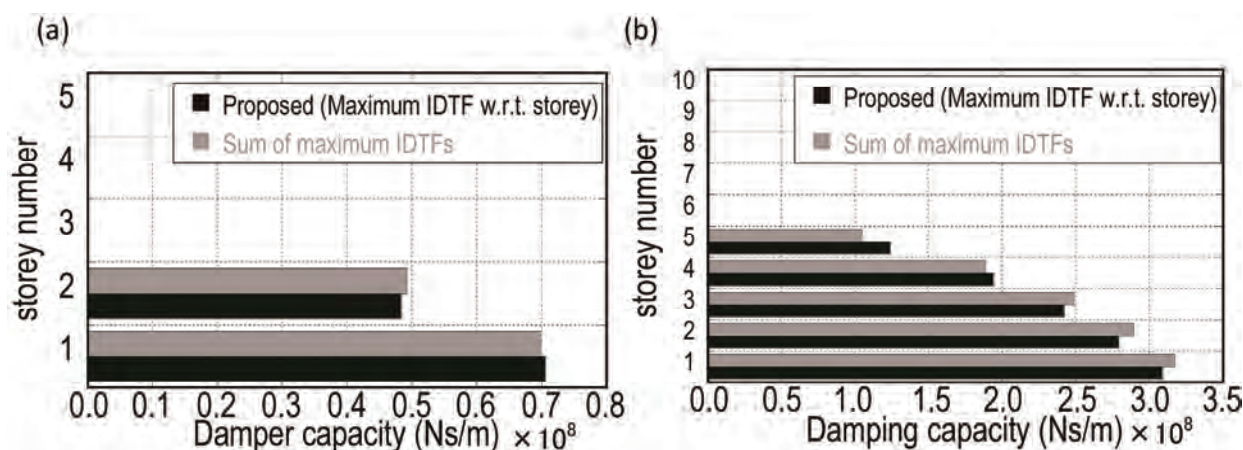 (a)
5
4
3
2
1
storey number
Proposed (Maximum IDTF w.r.t. storey)
Sum of maximum IDTFs
0.0 0.1 0.2 0.3 0.4 0.5 0.6 0.7 0.8
Damper capacity (Ns/m) ×10⁸
(b)
10
9
8
7
6
5
4
3
2
1
storey number
Proposed (Maximum IDTF w.r.t. storey)
Sum of maximum IDTFs
0.0 0.5 1.0 1.5 2.0 2.5 3.0 3.5
Damping capacity (Ns/m) ×10⁸